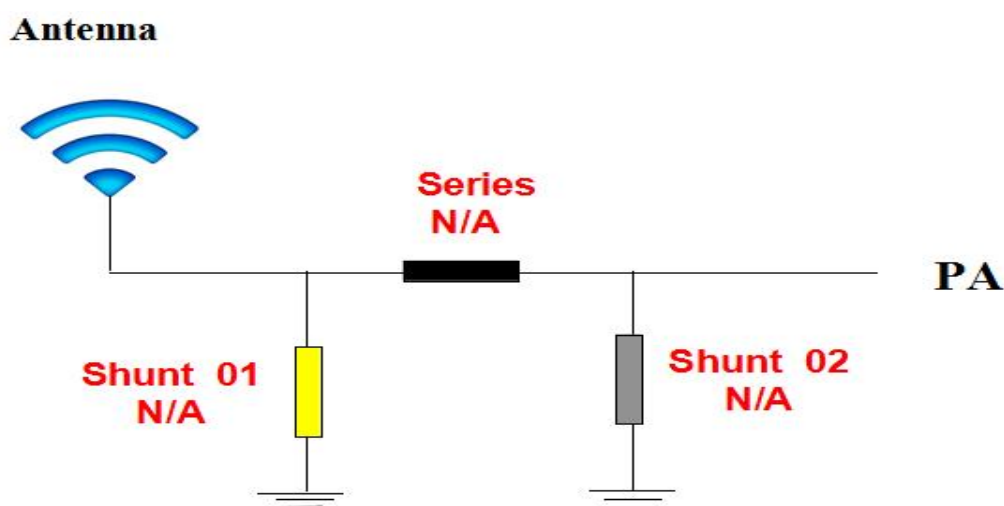 Antenna
Series
N/A
PA
Shunt 01
N/A
Shunt 02
N/A